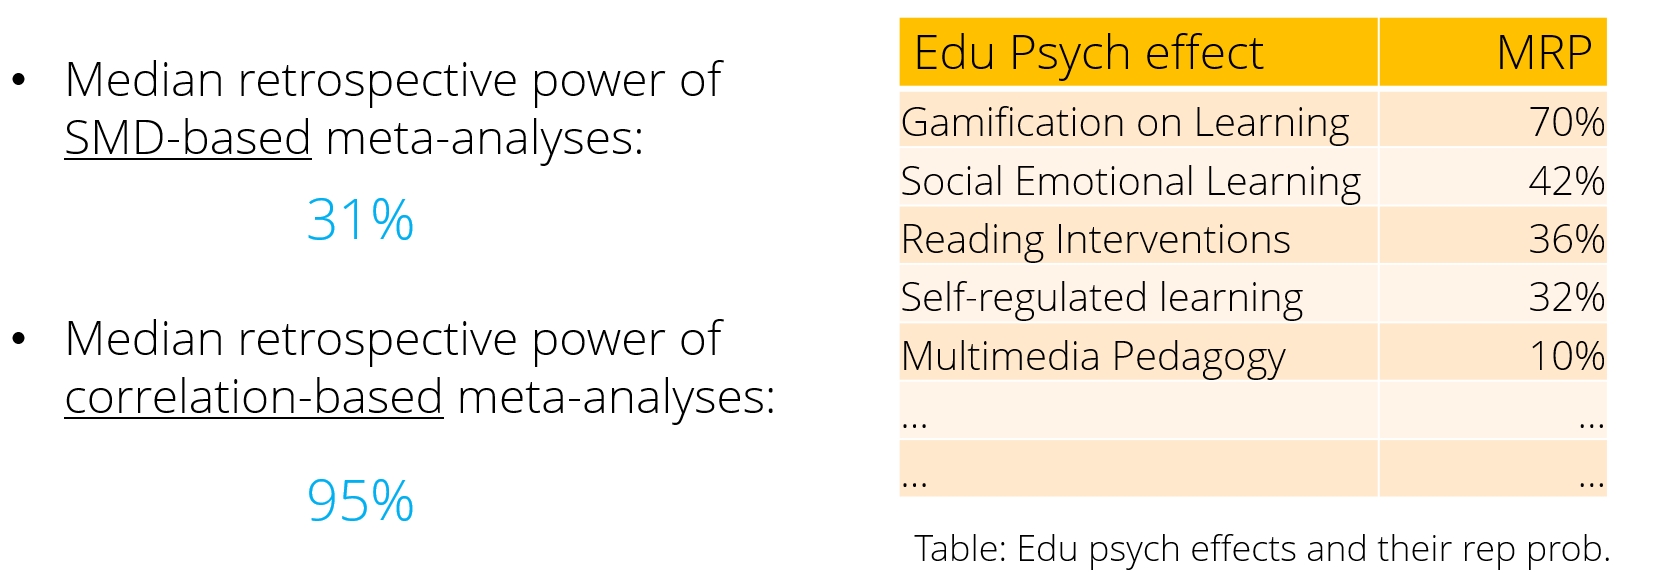 • Median retrospective power of
SMD-based meta-analyses:
31%
• Median retrospective power of
correlation-based meta-analyses:
95%
Edu Psych effect MRP
Gamification on Learning 70%
Social Emotional Learning 42%
Reading Interventions 36%
Self-regulated learning 32%
Multimedia Pedagogy 10%
... ...
... ...
Table: Edu psych effects and their rep prob.